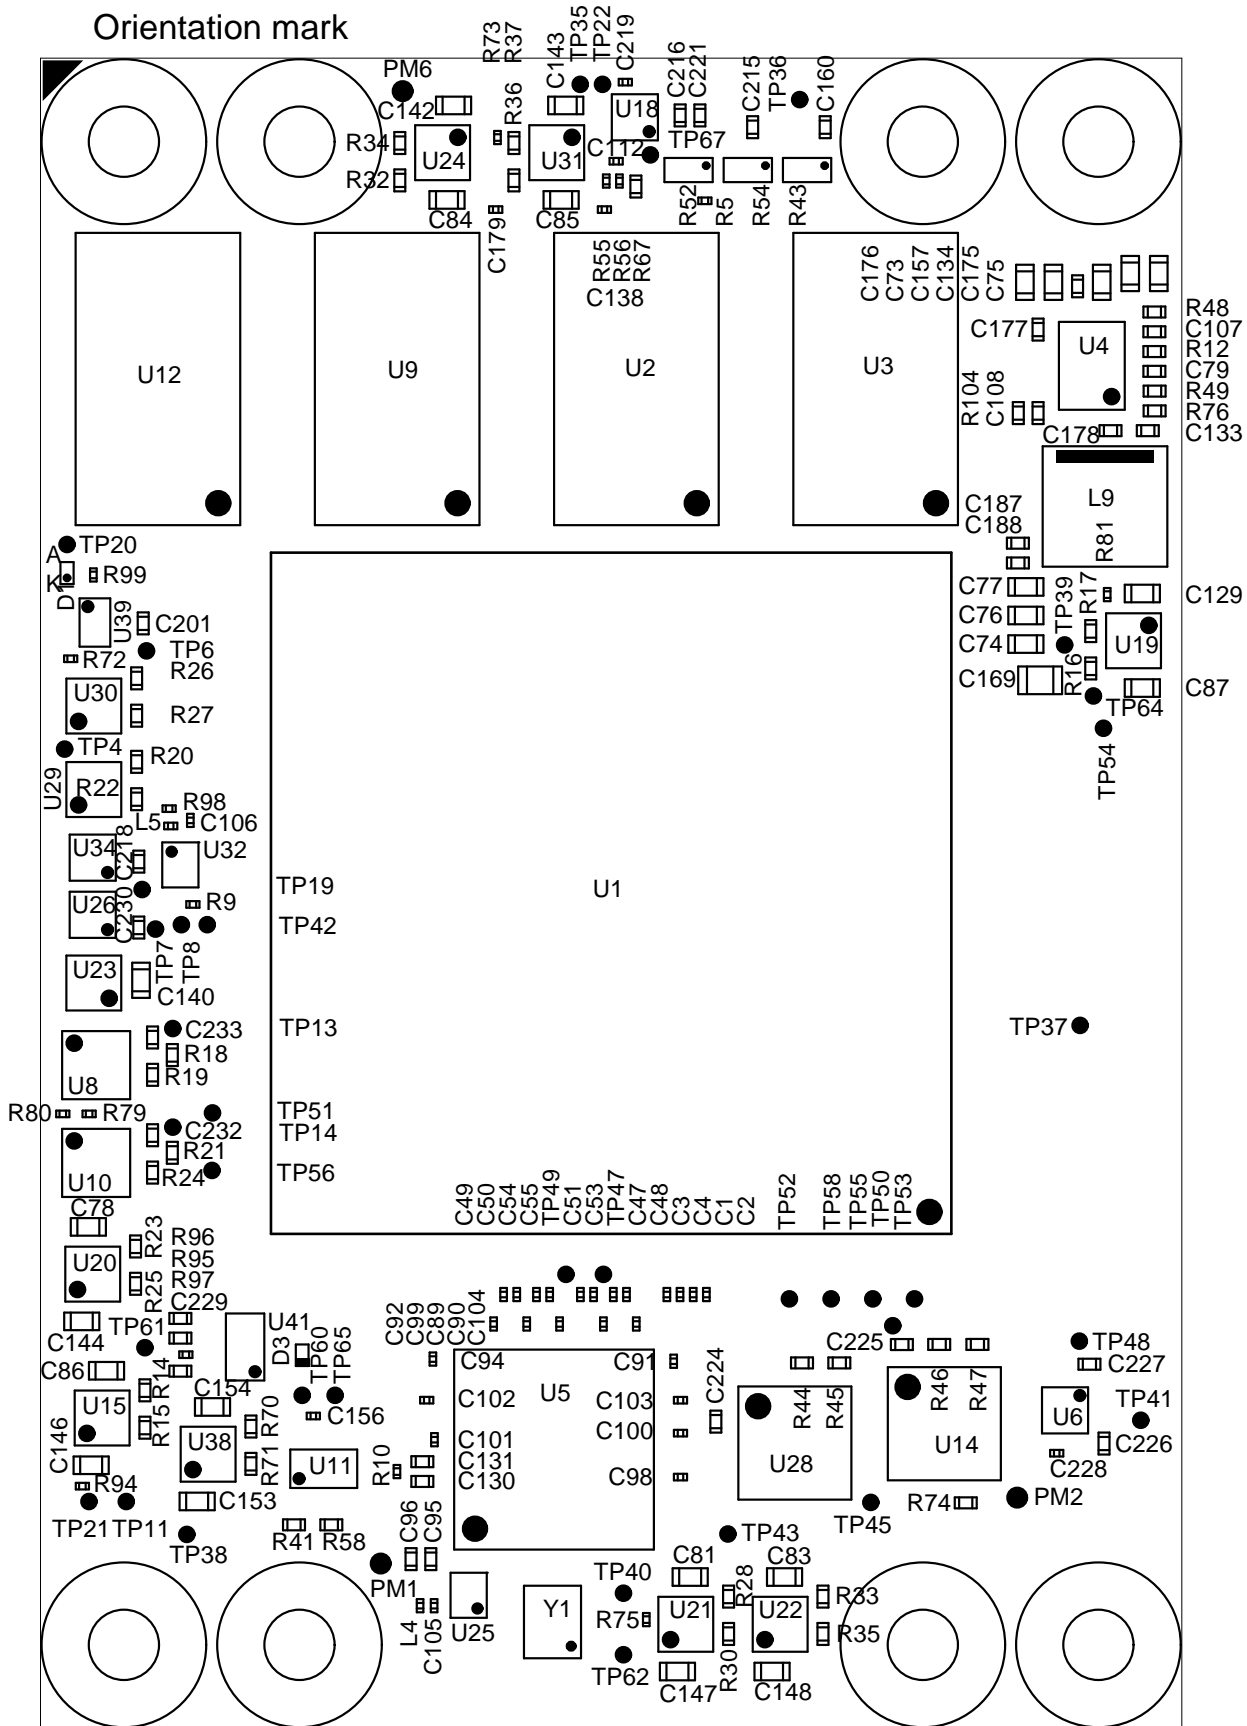 Orientation mark
R73
R37
C143
TP35
TP22
C219
C216
C221
C215
TP36
C160
PM6
C142
R36
U18
R34
U24
U31
C112
TP67
R32
C84
C179
C85
R52
R5
R54
R43
R55
R56
R67
C138
C176
C73
C157
C134
C175
C75
R48
C107
R12
C79
R49
R76
C133
C177
U4
U12
U9
U2
U3
R104
C108
C178
L9
R81
C187
C188
A
TP20
K
D1
R99
U39
C201
TP6
R72
R26
U30
R27
C77
C76
C74
C169
TP39
R17
R16
C129
U19
C87
TP64
TP54
TP4
R20
U29
R22
R98
L5
C106
U34
C218
U32
U26
C230
R9
TP19
U1
TP42
U23
TP7
TP8
C140
C233
R18
R19
U8
TP13
TP37
R80
R79
TP51
C232
TP14
R21
R24
U10
TP56
C78
C49
C50
C54
C55
TP49
C51
C53
TP47
C47
C48
C3
C4
C1
C2
TP52
TP58
TP55
TP50
TP53
R23
R96
R95
U20
R97
R25
C229
C144
TP61
U41
D3
TP60
TP65
C92
C99
C89
C90
C104
C94
C91
C225
TP48
C227
C86
R14
C154
C102
U5
C103
C224
R44
R45
R46
R47
TP41
U15
R15
R70
C156
C101
C100
U6
C226
C146
U38
R71
U11
R10
C131
C130
C98
U28
U14
C228
R94
C153
R74
PM2
TP21
TP11
TP38
R41
R58
C96
C95
TP43
TP45
PM1
TP40
C81
R28
C83
R33
L4
C105
U25
Y1
R75
U21
U22
R35
TP62
R30
C147
C148